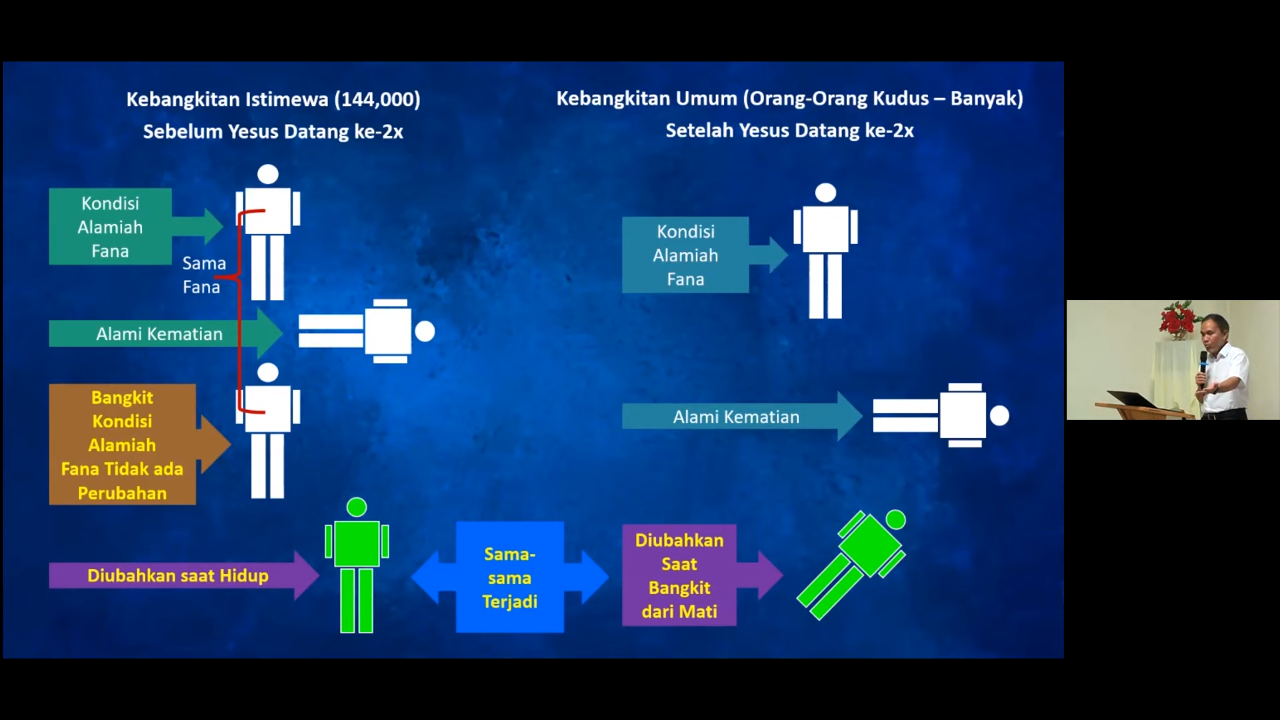 Kebangkitan Istimewa (144,000)
Sebelum Yesus Datang ke-2x
Kondisi
Alamiah
Fana
Sama
Fana
Alami Kematian
Bangkit
Kondisi
Alamiah
Fana Tidak ada
Perubahan
Diubahkan saat Hidup
Sama-
sama
Terjadi
Kebangkitan Umum (Orang-Orang Kudus – Banyak)
Setelah Yesus Datang ke-2x
Kondisi
Alamiah
Fana
Alami Kematian
Diubahkan
Saat
Bangkit
dari Mati